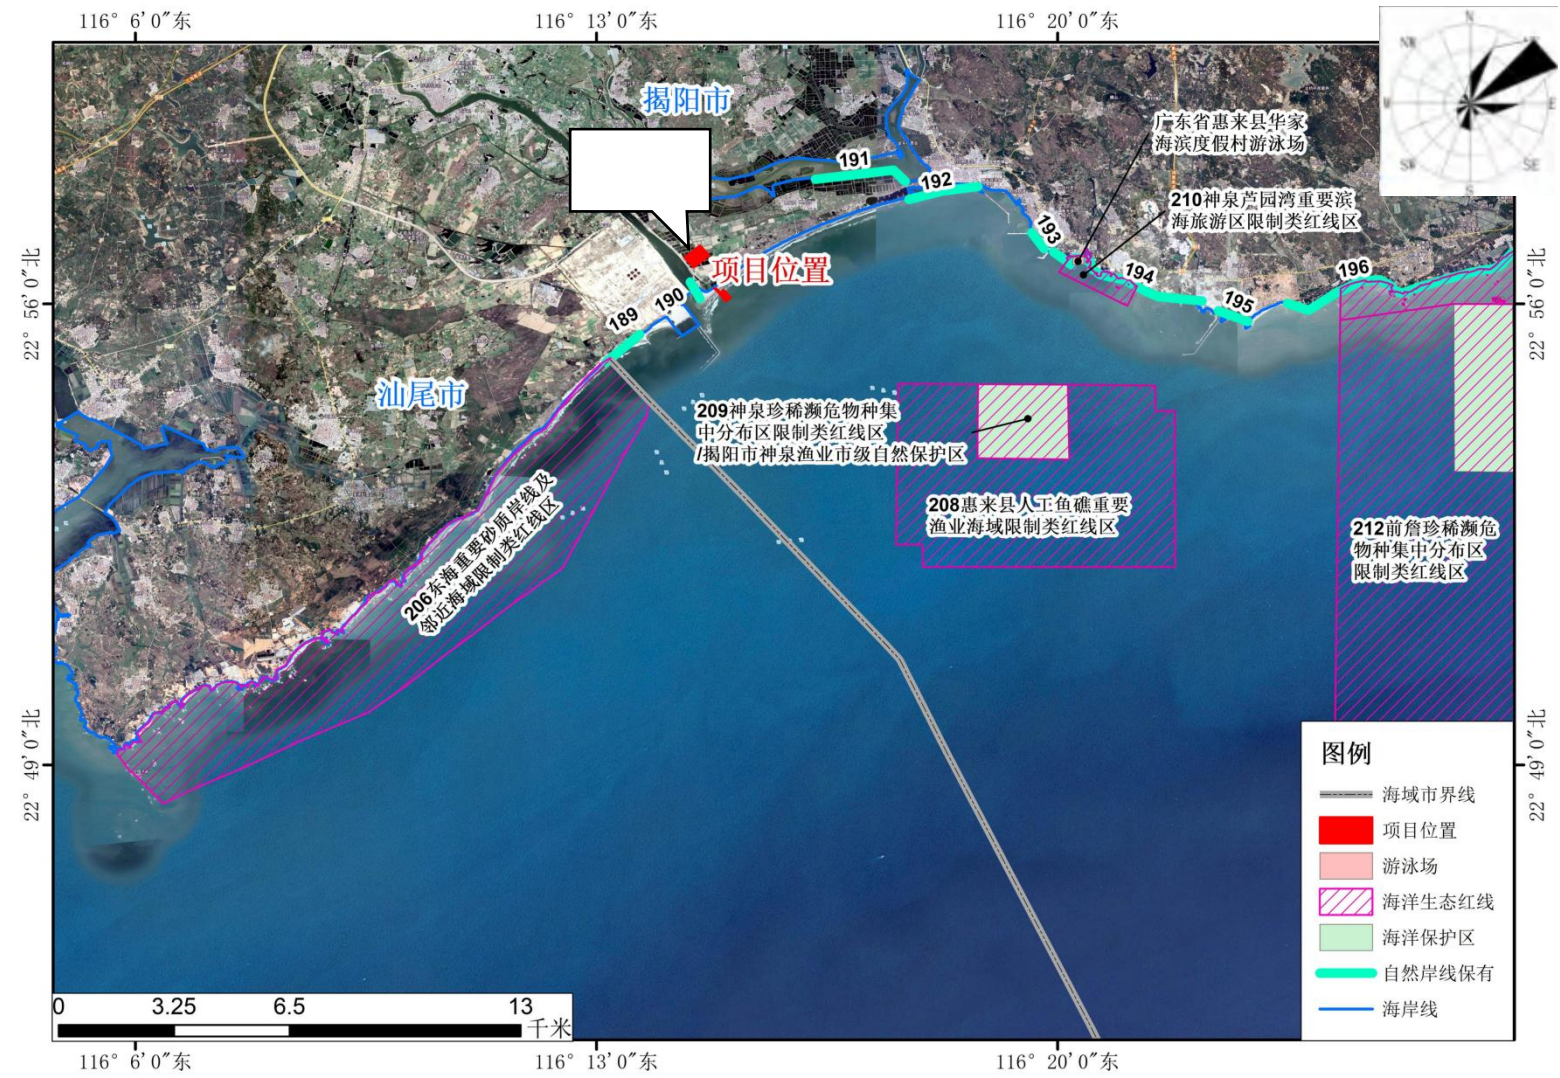 116° 6′0″东
116° 13′0″东
116° 20′0″东
N
NW
W
E
SW
SE
S
揭阳市
广东省惠来县华家
海滨度假村游泳场
191
192
210神泉芦园湾重要滨
海旅游区限制类红线区
193
项目位置
194
196
195
190
189
22° 56′0″北
22° 56′0″北
汕尾市
209神泉珍稀濒危物种集
中分布区限制类红线区
/揭阳市神泉渔业市级自然保护区
208惠来县人工鱼礁重要
渔业海域限制类红线区
206东海重要砂质岸线及
邻近海域限制类红线区
212前詹珍稀濒危
物种集中分布区
限制类红线区
22° 49′0″北
22° 49′0″北
图例
海域市界线
项目位置
游泳场
海洋生态红线
海洋保护区
自然岸线保有
海岸线
0 3.25 6.5 13
千米
116° 6′0″东
116° 13′0″东
116° 20′0″东